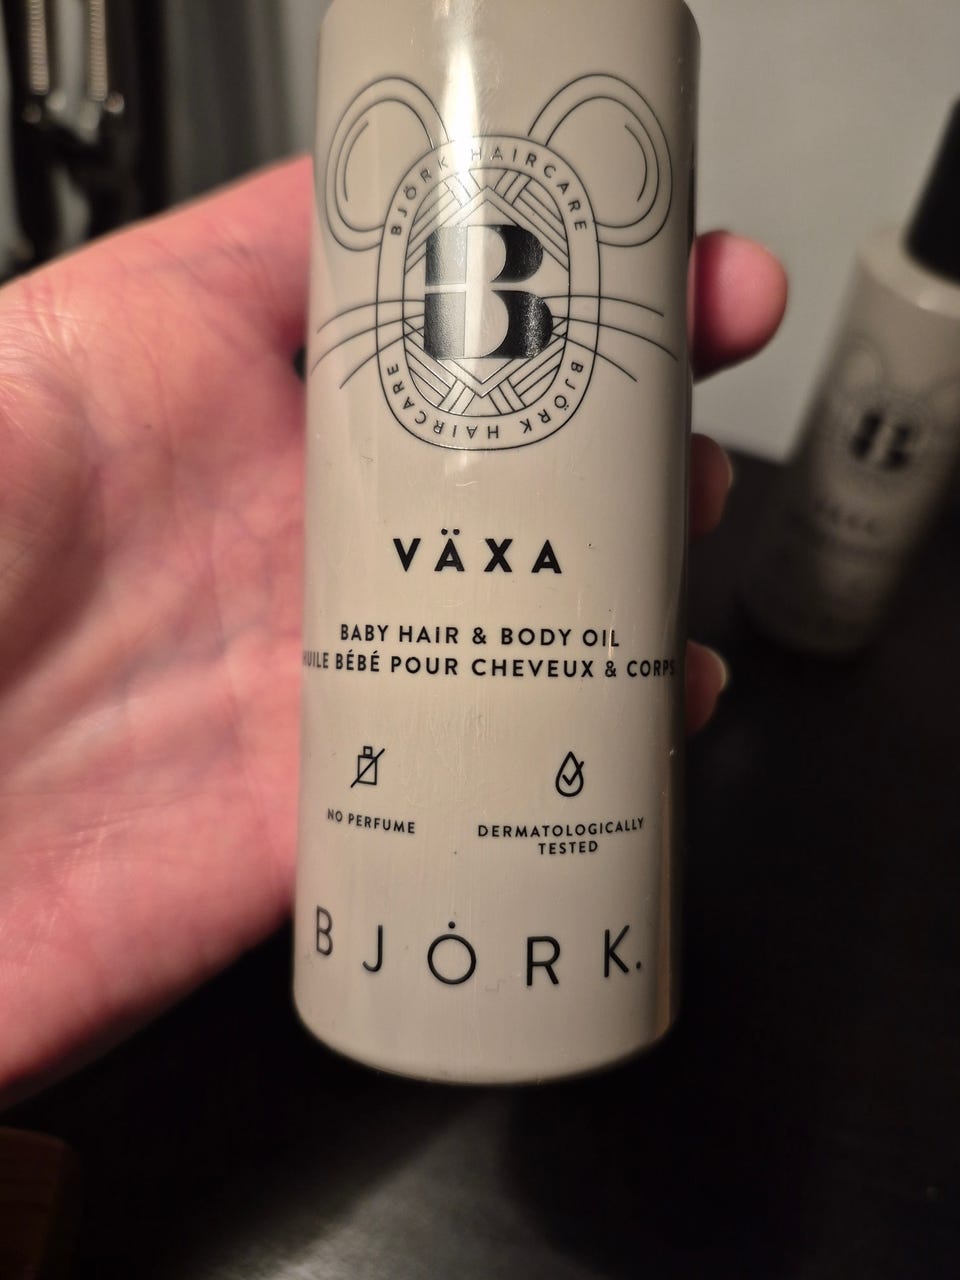 BJÖRK HAIRCARE
B
BJÖRK HAIRCARE
VÄXA
BABY HAIR & BODY OIL
HUILE BÉBÉ POUR CHEVEUX & CORPS
NO PERFUME
DERMATOLOGICALLY
TESTED
BJÖRK.
B